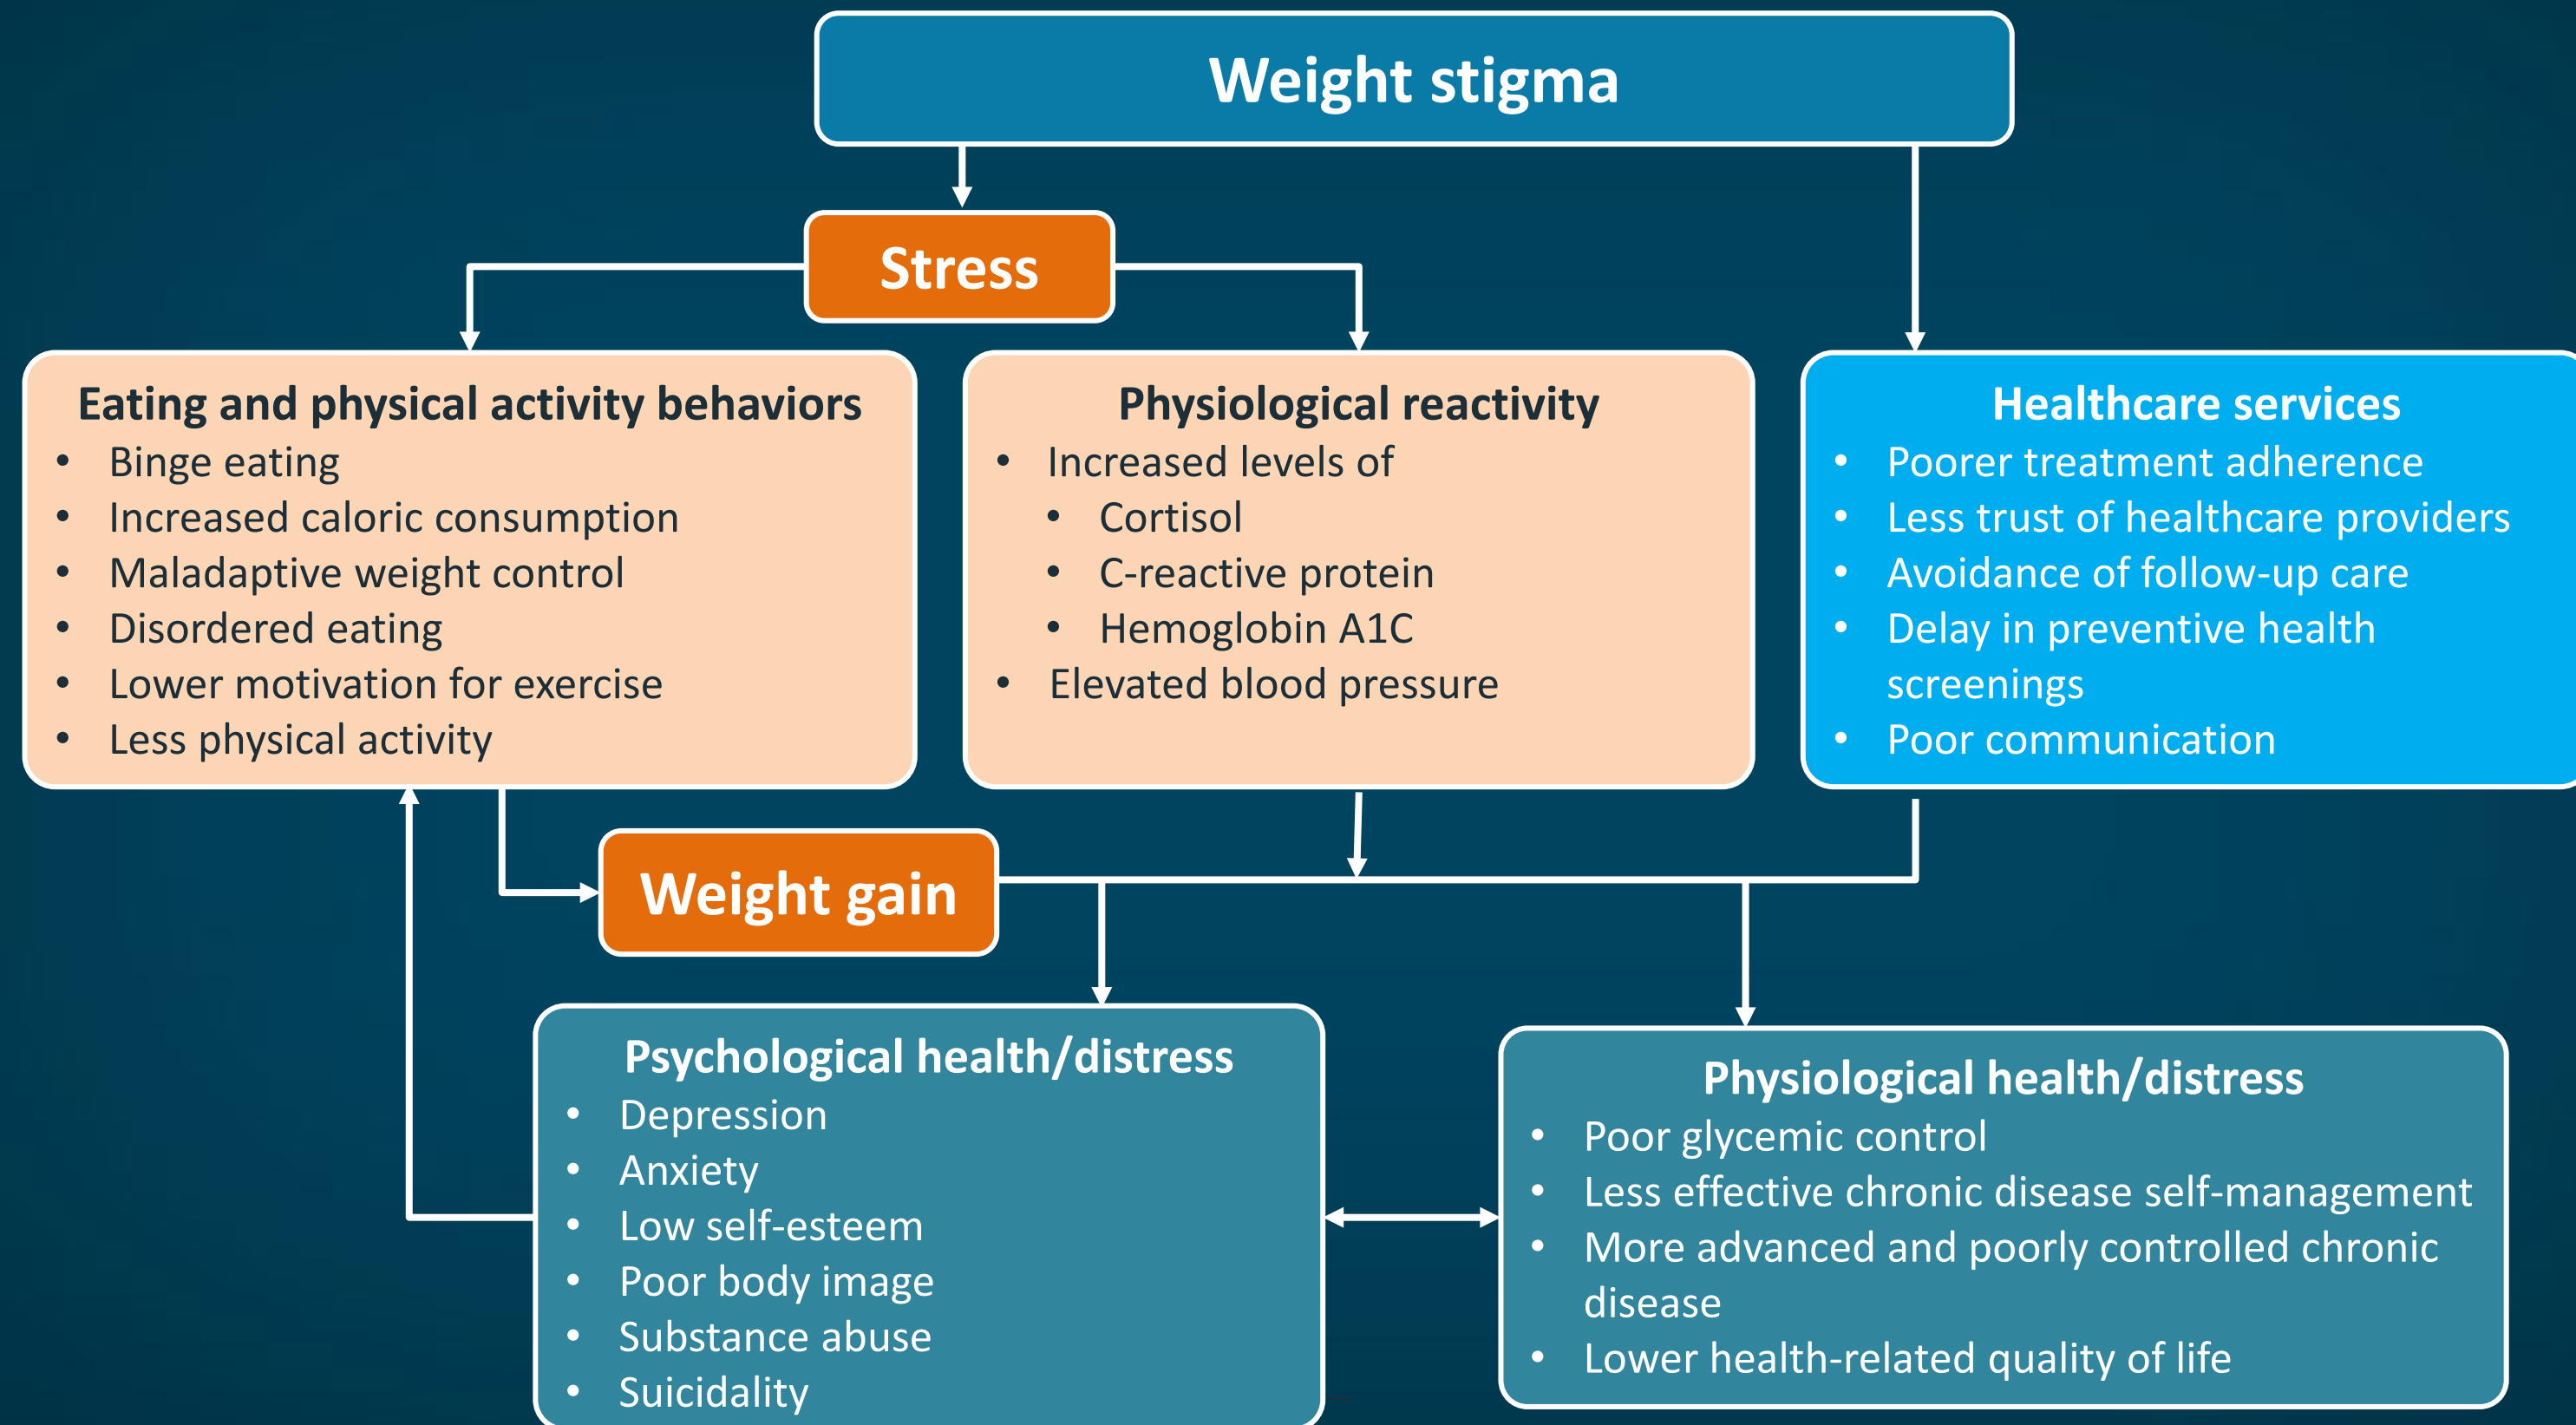 Weight stigma
Stress
Eating and physical activity behaviors
• Binge eating
• Increased caloric consumption
• Maladaptive weight control
• Disordered eating
• Lower motivation for exercise
• Less physical activity
Physiological reactivity
• Increased levels of
• Cortisol
• C-reactive protein
• Hemoglobin A1C
• Elevated blood pressure
Healthcare services
• Poorer treatment adherence
• Less trust of healthcare providers
• Avoidance of follow-up care
• Delay in preventive health
screenings
• Poor communication
Weight gain
Psychological health/distress
• Depression
• Anxiety
• Low self-esteem
• Poor body image
• Substance abuse
• Suicidality
Physiological health/distress
• Poor glycemic control
• Less effective chronic disease self-management
• More advanced and poorly controlled chronic
disease
• Lower health-related quality of life